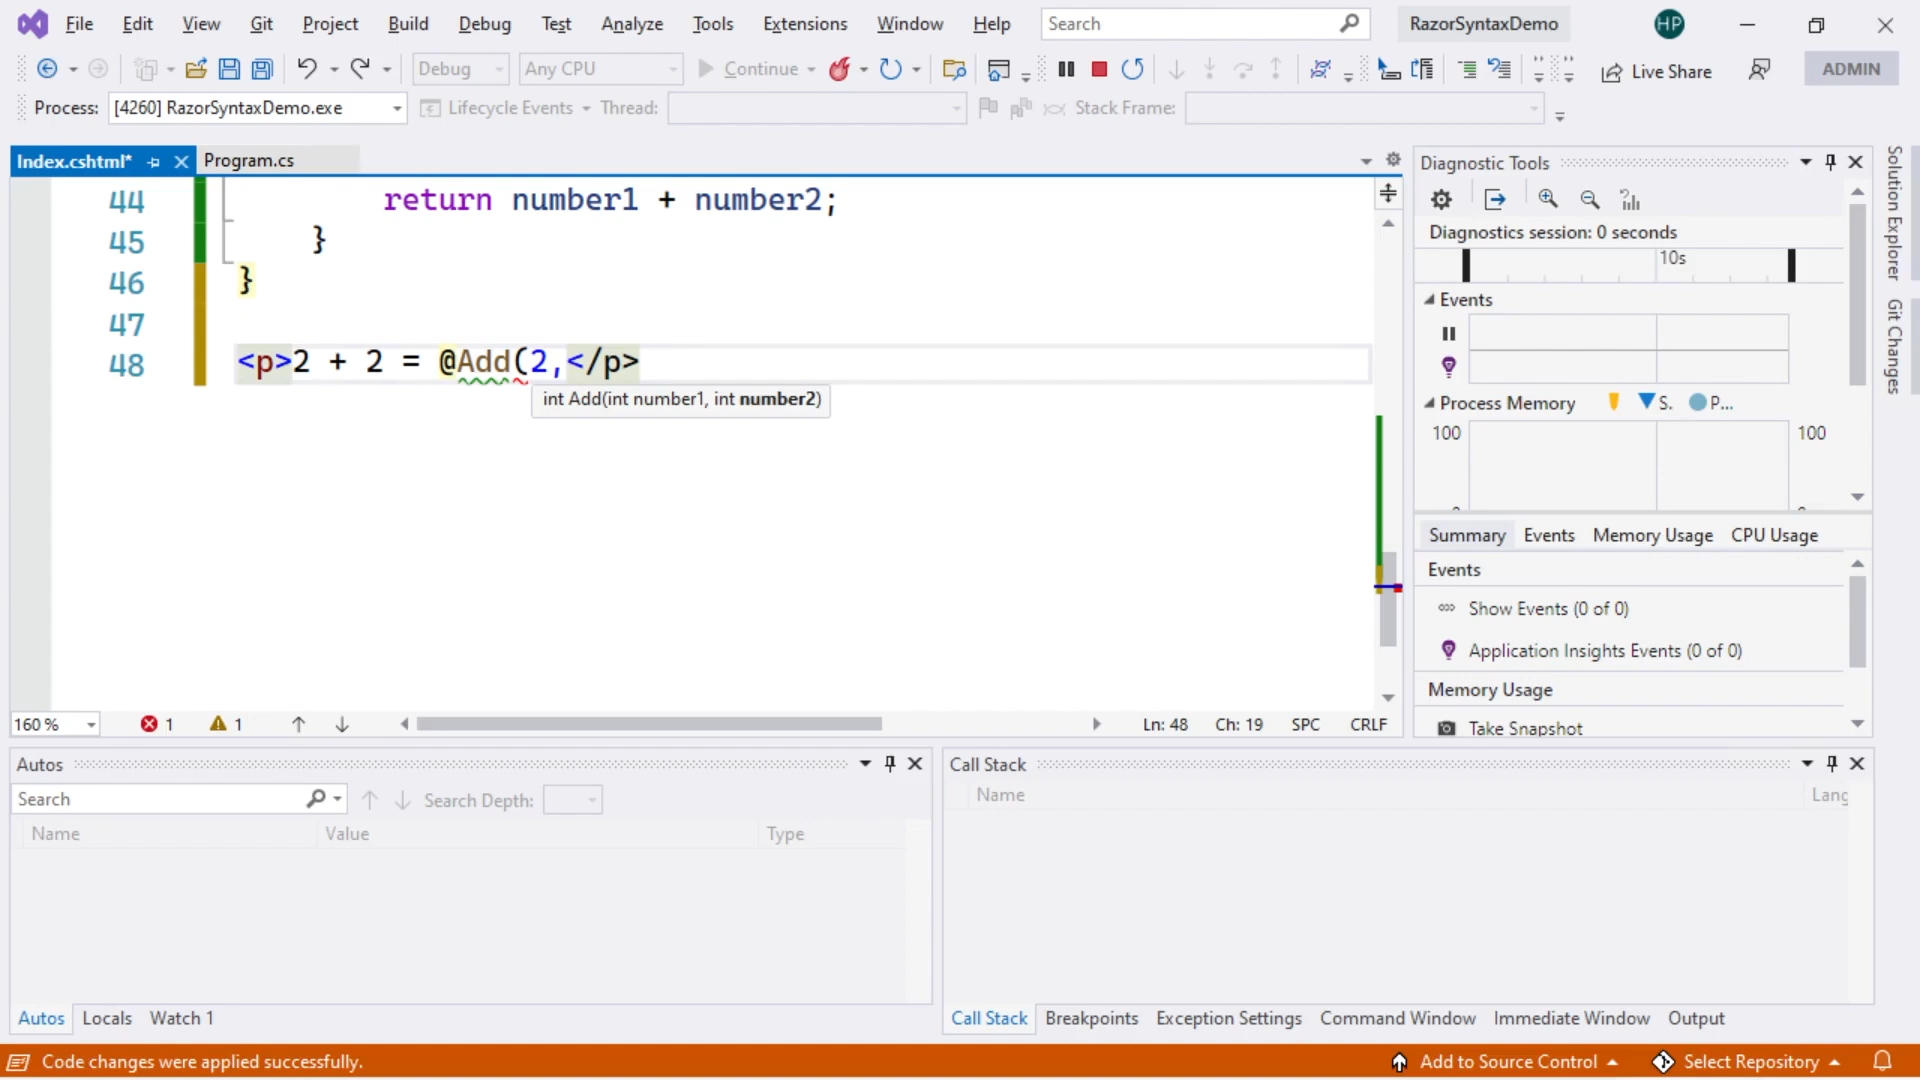 File Edit View Git Project Build Debug Test Analyze Tools Extensions Window Help Search RazorSyntaxDemo HP
Debug Any CPU Continue Live Share ADMIN
Process: [4260] RazorSyntaxDemo.exe Lifecycle Events Thread: Stack Frame:
Index.cshtml* Program.cs
44 return number1 + number2;
45 }
46 }
47
48 <p>2 + 2 = @Add(2,</p>
int Add(int number1, int number2)
160 % 1 1 Ln: 48 Ch: 19 SPC CRLF
Diagnostic Tools
Diagnostics session: 0 seconds
10s
Events
Process Memory S. P...
100 100
Summary Events Memory Usage CPU Usage
Events
Show Events (0 of 0)
Application Insights Events (0 of 0)
Memory Usage
Take Snapshot
Solution Explorer
Git Changes
Autos
Search Search Depth:
Name Value Type
Autos Locals Watch 1
Call Stack
Name Lang
Call Stack Breakpoints Exception Settings Command Window Immediate Window Output
Code changes were applied successfully. Add to Source Control Select Repository